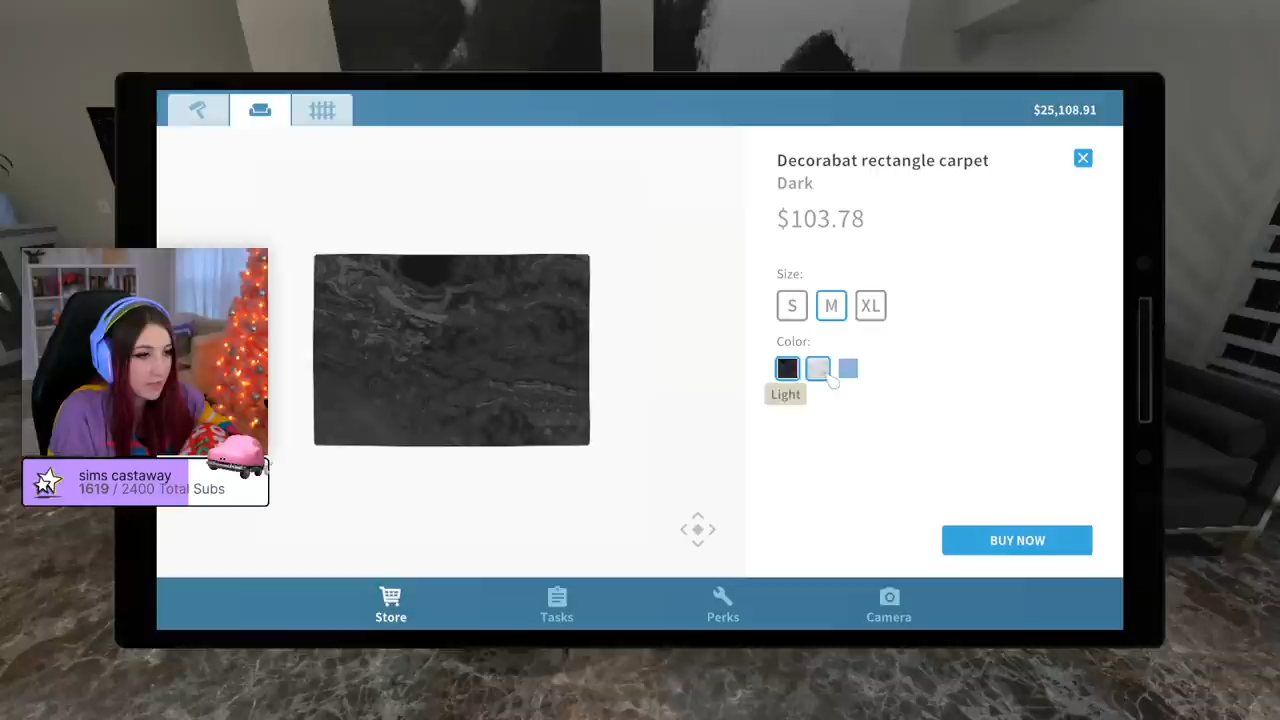 $25,108.91
Decorabat rectangle carpet
Dark
$103.78
Size:
S M XL
Color:
Light
BUY NOW
sims castaway
1619 / 2400 Total Subs
Store Tasks Perks Camera